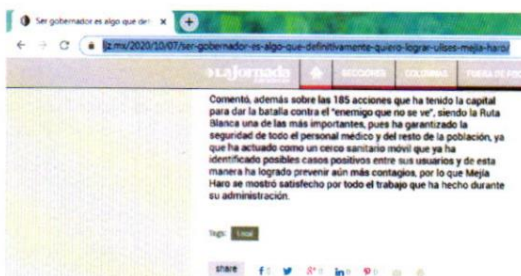 Ser gobernador es algo que de
ljz.mx/2020/10/07/ser-gobernador-es-algo-que-definitivamente-quiero-lograr-ulises-mejia-haro/
LaJornada SECCIONES COLUMNAS FUERA DE FOC
Comentó, además sobre las 185 acciones que ha tenido la capital
para dar la batalla contra el "enemigo que no se ve", siendo la Ruta
Blanca una de las más importantes, pues ha garantizado la
seguridad de todo el personal médico y del resto de la población, ya
que ha actuado como un cerco sanitario móvil que ya ha
identificado posibles casos positivos entre sus usuarios y de esta
manera ha logrado prevenir aún más contagios, por lo que Mejía
Haro se mostró satisfecho por todo el trabajo que ha hecho durante
su administración.
Tags: Local
share